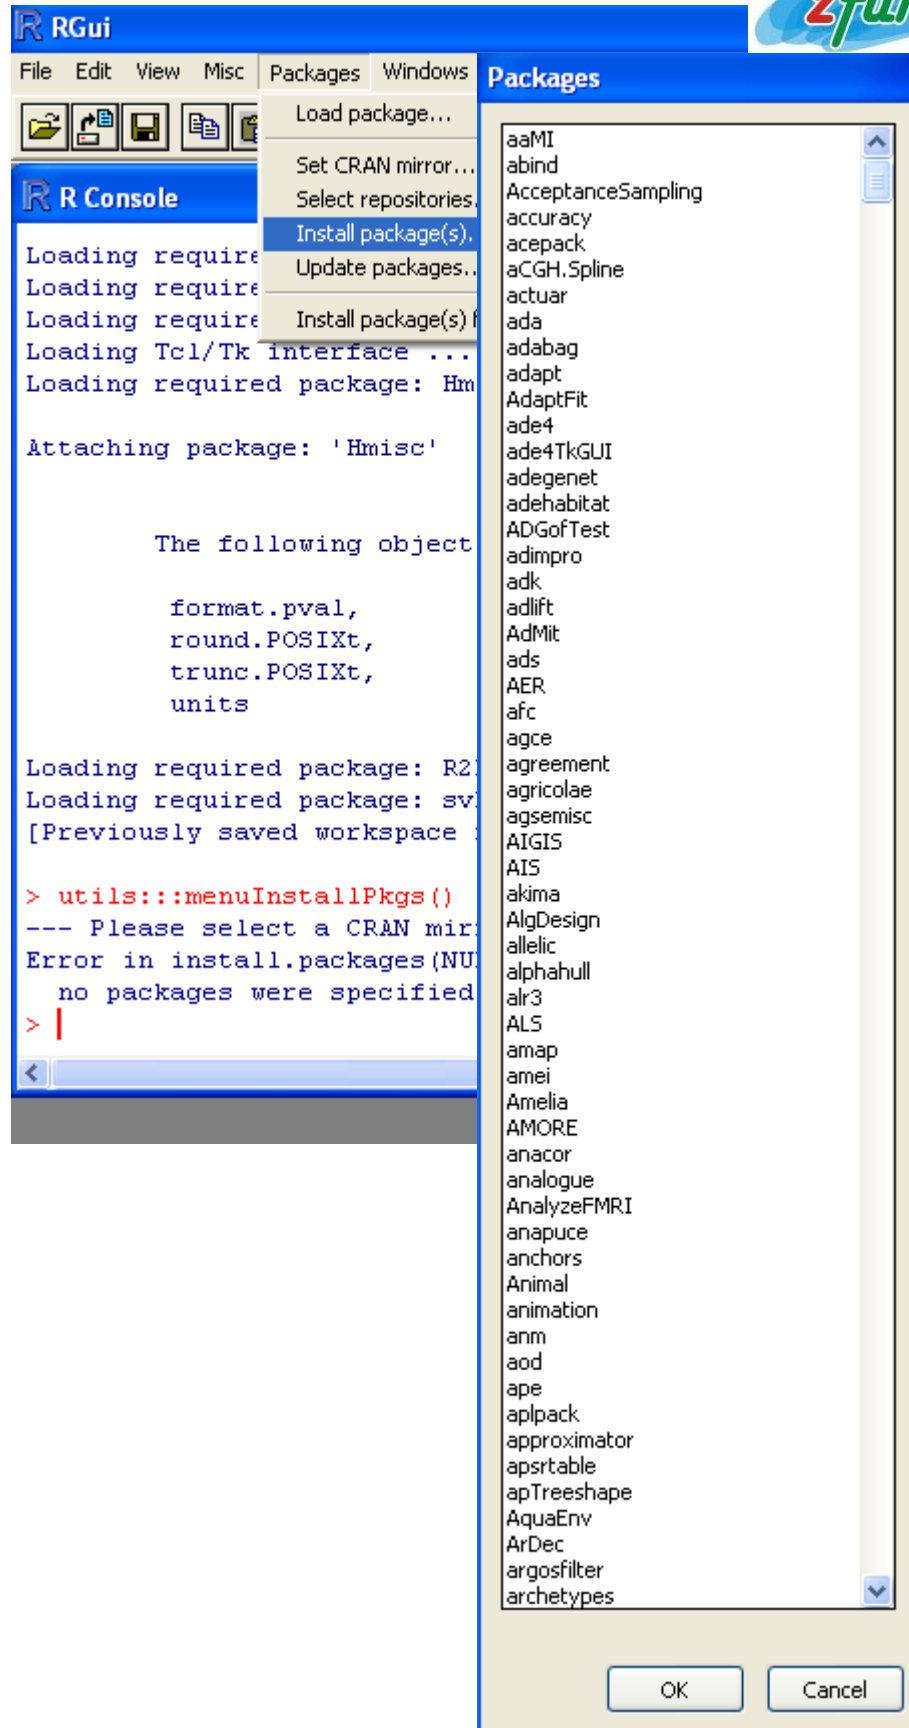 RGui
File Edit View Misc Packages Windows
Load package...
Set CRAN mirror...
Select repositories.
Install package(s).
Update packages..
Install package(s) f
R Console
Loading require
Loading require
Loading require
Loading Tcl/Tk interface ...
Loading required package: Hm
Attaching package: 'Hmisc'
The following object
format.pval,
round.POSIXt,
trunc.POSIXt,
units
Loading required package: R2
Loading required package: sv
[Previously saved workspace
> utils:::menuInstallPkgs()
--- Please select a CRAN mir
Error in install.packages(NU
no packages were specified
>
Packages
aaMI
abind
AcceptanceSampling
accuracy
acepack
aCGH.Spline
actuar
ada
adabag
adapt
AdaptFit
ade4
ade4TkGUI
adegenet
adehabitat
ADGofTest
adimpro
adk
adlift
AdMit
ads
AER
afc
agce
agreement
agricolae
agsemisc
AIGIS
AIS
akima
AlgDesign
allelic
alphahull
alr3
ALS
amap
amei
Amelia
AMORE
anacor
analogue
AnalyzeFMRI
anapuce
anchors
Animal
animation
anm
aod
ape
aplpack
approximator
apsrtable
apTreeshape
AquaEnv
ArDec
argosfilter
archetypes
OK Cancel